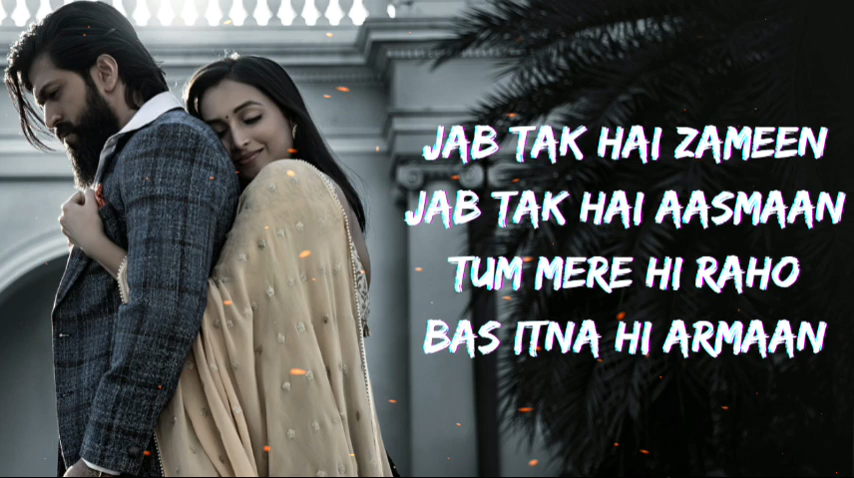 JAB TAK HAI ZAMEEN
JAB TAK HAI AASMAAN
TUM MERE HI RAHO
BAS ITNA HI ARMAAN